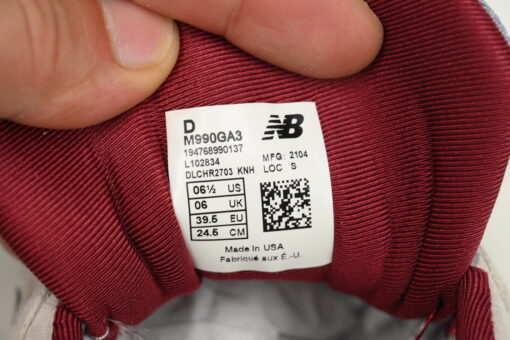 D
M990GA3
194768990137
L102834
DLCHR2703 KNH
NB
MFG: 2104
LOC S
06½ US
06 UK
39.5 EU
24.5 CM
Made In USA
Fabriqué aux É.-U.